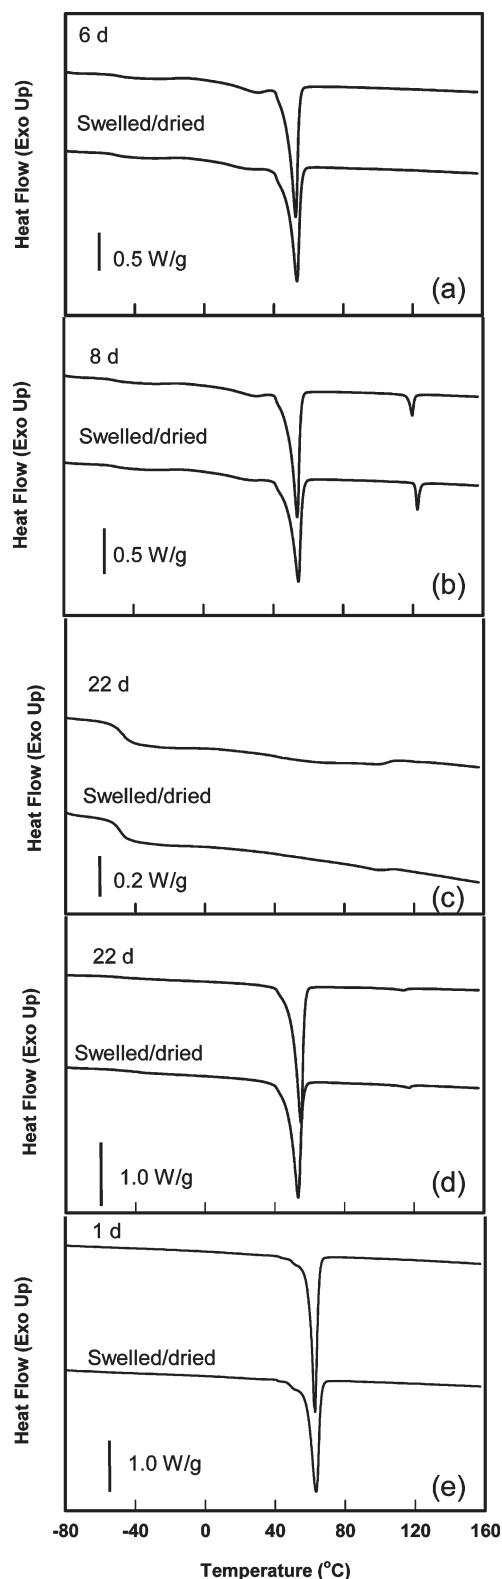 6 d
Swelled/dried
Heat Flow (Exo Up)
0.5 W/g
(a)
8 d
Swelled/dried
Heat Flow (Exo Up)
0.5 W/g
(b)
22 d
Swelled/dried
Heat Flow (Exo Up)
0.2 W/g
(c)
22 d
Swelled/dried
Heat Flow (Exo Up)
1.0 W/g
(d)
1 d
Swelled/dried
Heat Flow (Exo Up)
1.0 W/g
(e)
-80 -40 0 40 80 120 160
Temperature (°C)